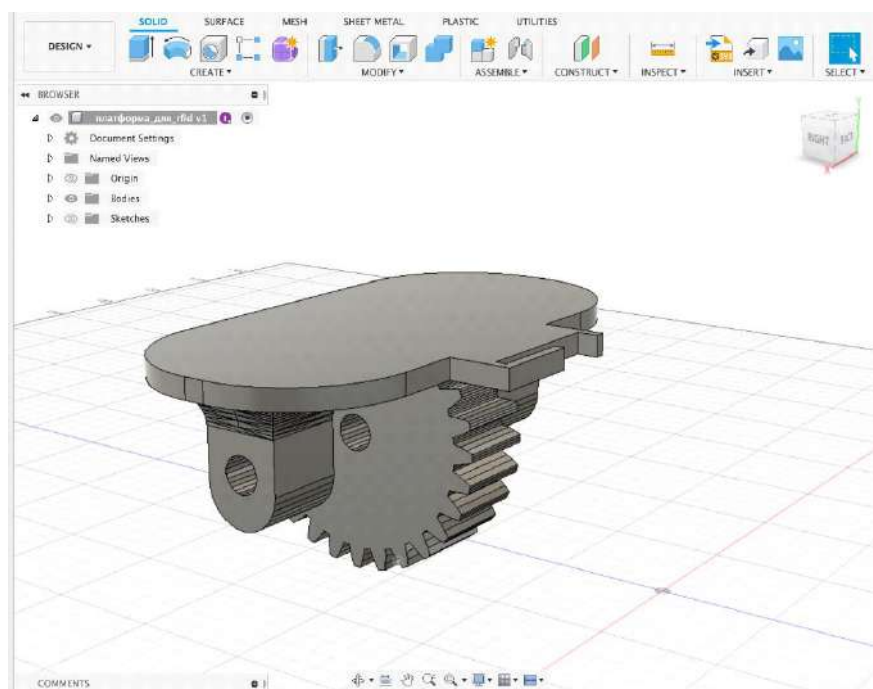 SOLID SURFACE MESH SHEET METAL PLASTIC UTILITIES
DESIGN
CREATE MODIFY ASSEMBLE CONSTRUCT INSPECT INSERT SELECT
BROWSER
платформа_для_rfid v1
Document Settings
Named Views
Origin
Bodies
Sketches
RIGHT
COMMENTS